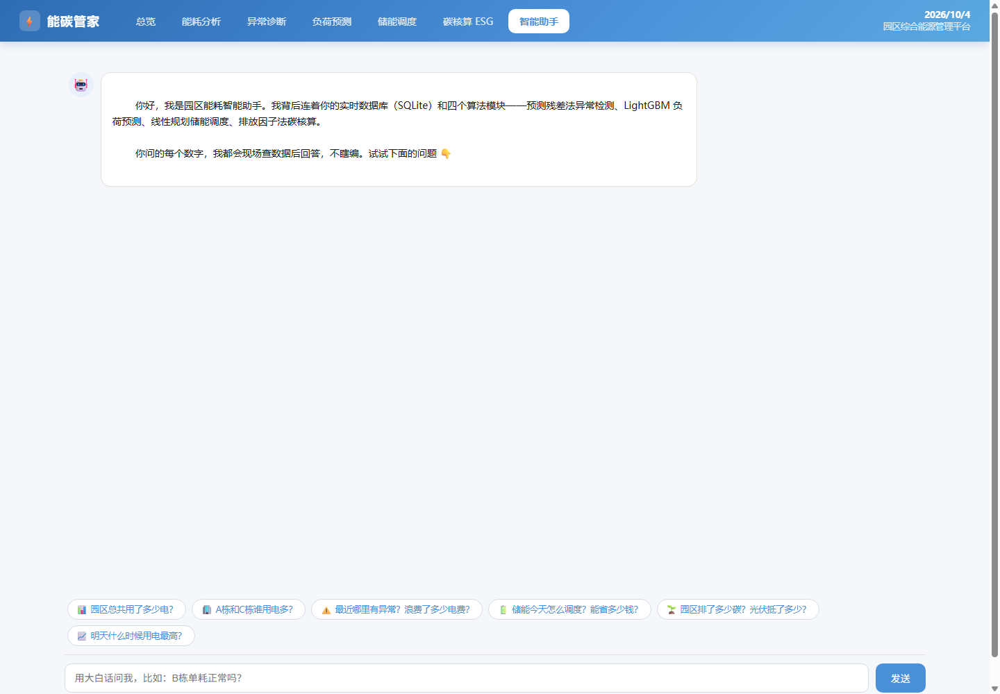 能碳管家
总览
能耗分析
异常诊断
负荷预测
储能调度
碳核算 ESG
智能助手
2026/10/4
园区综合能源管理平台
你好，我是园区能耗智能助手。我背后连着你的实时数据库（SQLite）和四个算法模块——预测残差法异常检测、LightGBM 负
荷预测、线性规划储能调度、排放因子法碳核算。
你问的每个数字，我都会现场查数据后回答，不瞎编。试试下面的问题 👇
📊 园区总共用了多少电？
🏢 A栋和C栋谁用电多？
⚠️ 最近哪里有异常？浪费了多少电费？
🔋 储能今天怎么调度？能省多少钱？
🌱 园区排了多少碳？光伏抵了多少？
📈 明天什么时候用电最高？
用大白话问我，比如：B栋单耗正常吗？
发送